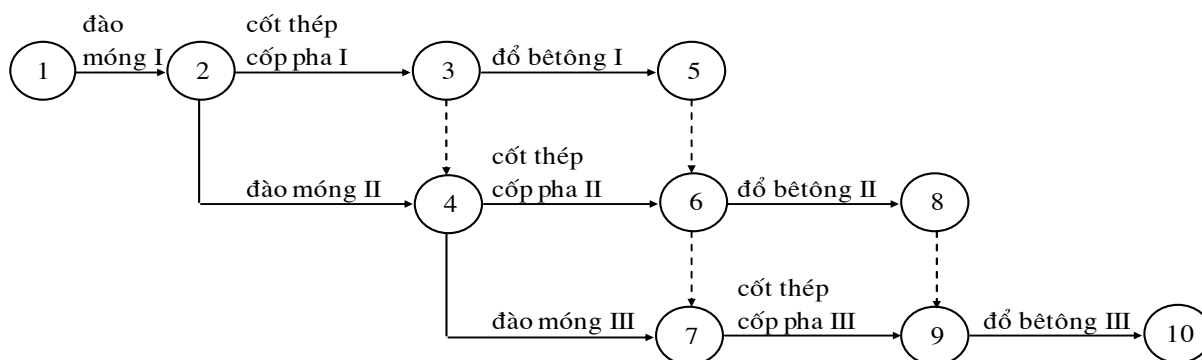 đào
móng I
cốt thép
cốp pha I
đổ bêtông I
1
2
3
5
đào móng II
cốt thép
cốp pha II
đổ bêtông II
4
6
8
đào móng III
cốt thép
cốp pha III
đổ bêtông III
7
9
10